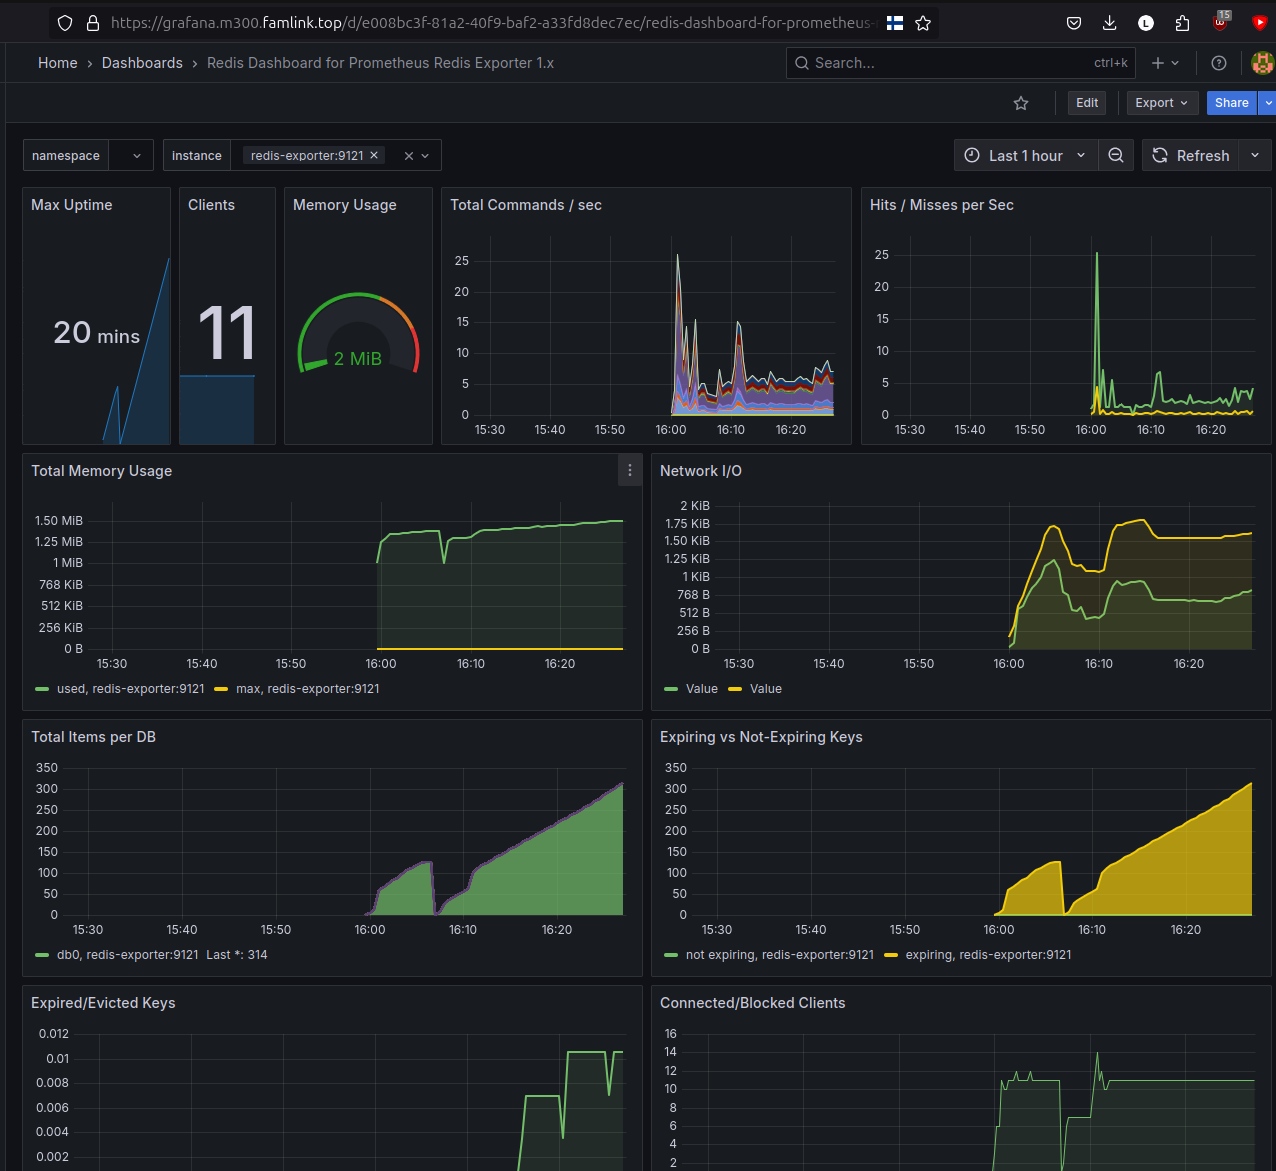 https://grafana.m300.famlink.top/d/e008bc3f-81a2-40f9-baf2-a33fd8dec7ec/redis-dashboard-for-prometheus-
L
15
Home › Dashboards › Redis Dashboard for Prometheus Redis Exporter 1.x
Search... ctrl+k
Edit Export Share
namespace instance redis-exporter:9121
Last 1 hour Refresh
Max Uptime
20 mins
Clients
11
Memory Usage
2 MiB
Total Commands / sec
25
20
15
10
5
0
15:30 15:40 15:50 16:00 16:10 16:20
Hits / Misses per Sec
25
20
15
10
5
0
15:30 15:40 15:50 16:00 16:10 16:20
Total Memory Usage
1.50 MiB
1.25 MiB
1 MiB
768 KiB
512 KiB
256 KiB
0 B
15:30 15:40 15:50 16:00 16:10 16:20
used, redis-exporter:9121 max, redis-exporter:9121
Network I/O
2 KiB
1.75 KiB
1.50 KiB
1.25 KiB
1 KiB
768 B
512 B
256 B
0 B
15:30 15:40 15:50 16:00 16:10 16:20
Value Value
Total Items per DB
350
300
250
200
150
100
50
0
15:30 15:40 15:50 16:00 16:10 16:20
db0, redis-exporter:9121 Last *: 314
Expiring vs Not-Expiring Keys
350
300
250
200
150
100
50
0
15:30 15:40 15:50 16:00 16:10 16:20
not expiring, redis-exporter:9121 expiring, redis-exporter:9121
Expired/Evicted Keys
0.012
0.01
0.008
0.006
0.004
0.002
Connected/Blocked Clients
16
14
12
10
8
6
4
2